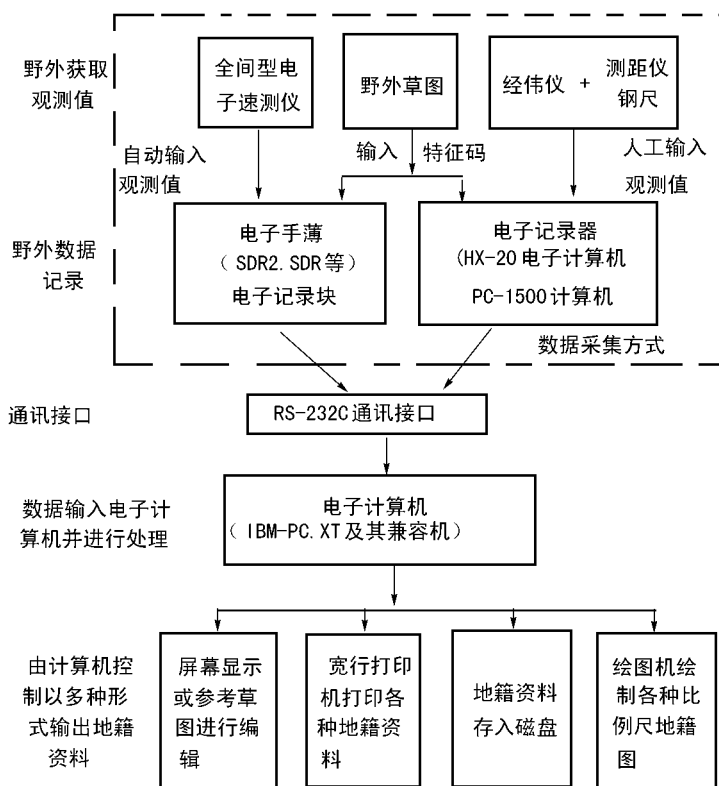 野外获取
观测值
全间型电
子速测仪
野外草图
经伟仪 + 测距仪
钢尺
自动输入
观测值
输入 特征码
人工输入
观测值
野外数据
记录
电子手薄
(SDR2.SDR等)
电子记录块
电子记录器
(HX-20电子计算机
PC-1500计算机
数据采集方式
通讯接口
RS-232C通讯接口
数据输入电子计
算机并进行处理
电子计算机
(IBM-PC.XT及其兼容机)
由计算机控
制以多种形
式输出地籍
资料
屏幕显示
或参考草
图进行编
辑
宽行打印
机打印各
种地籍资
料
地籍资料
存入磁盘
绘图机绘
制各种比
例尺地籍
图